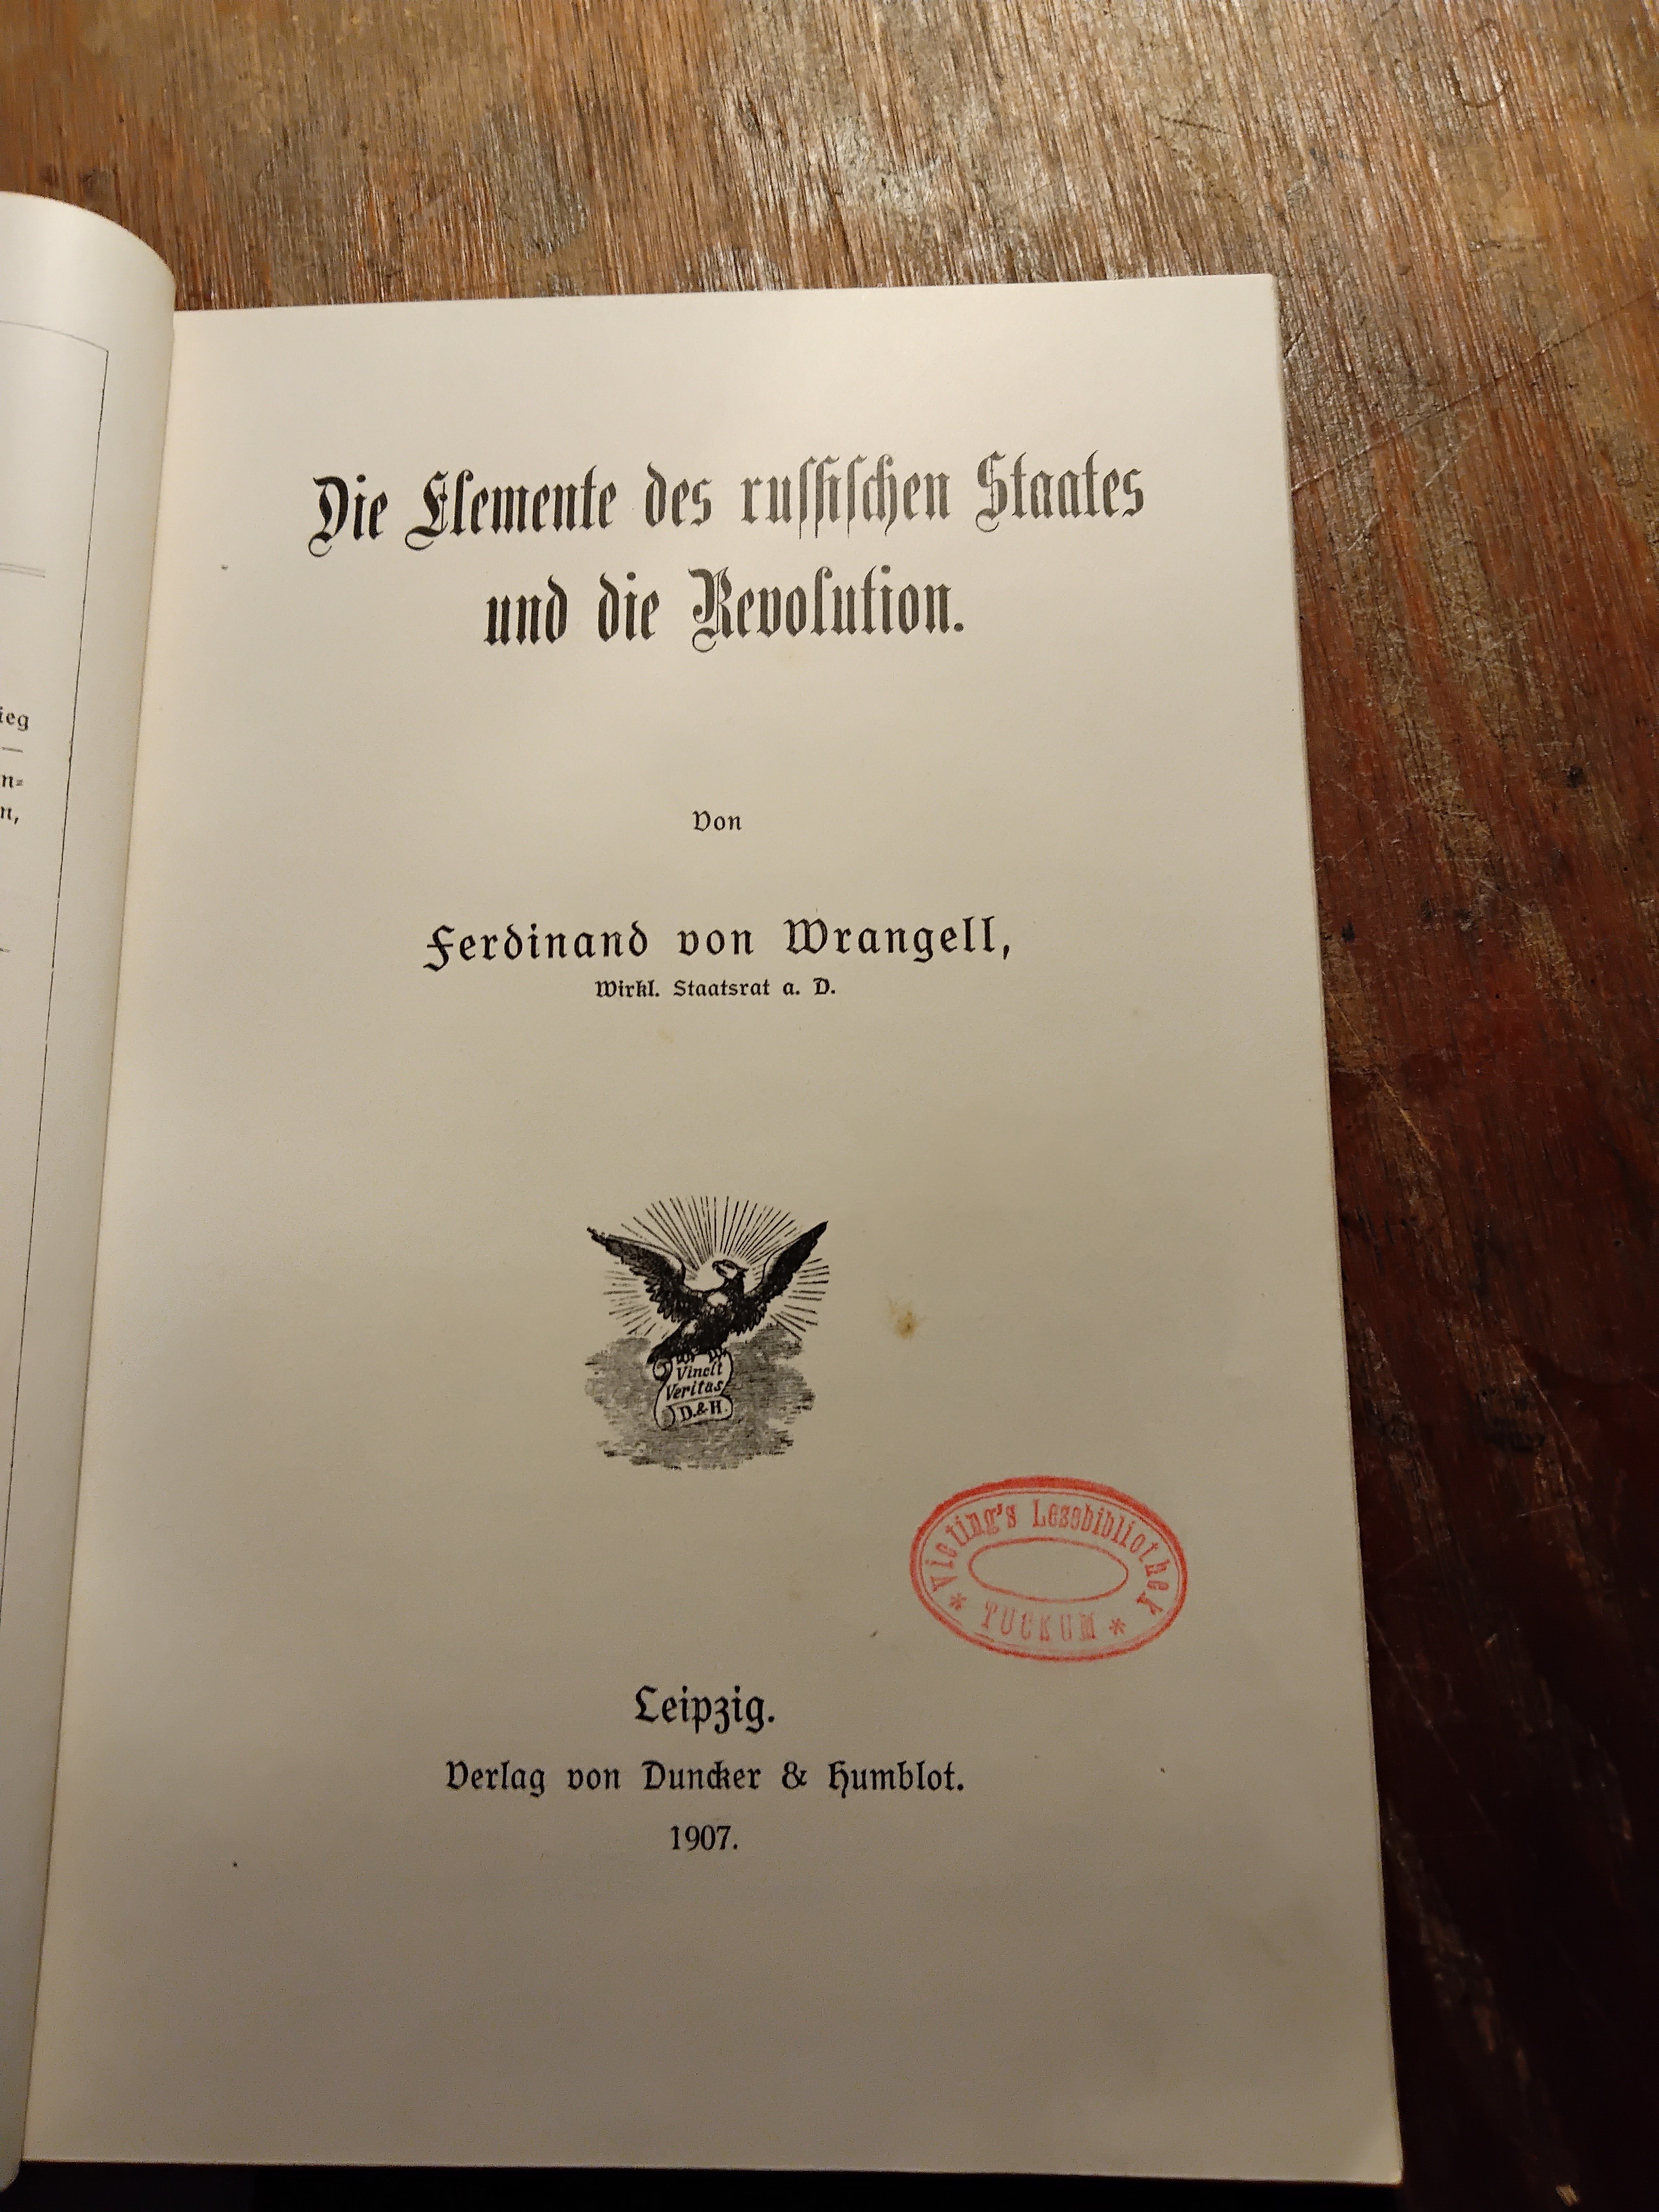 ieg
—
n=
n,
Die Elemente des russischen Staates
und die Revolution.
Von
Ferdinand von Wrangell,
Wirkl. Staatsrat a. D.
Vincit
Veritas
D.&H.
Vieting's Lesebibliothek
* TUCKUM *
Leipzig.
Verlag von Duncker & Humblot.
1907.